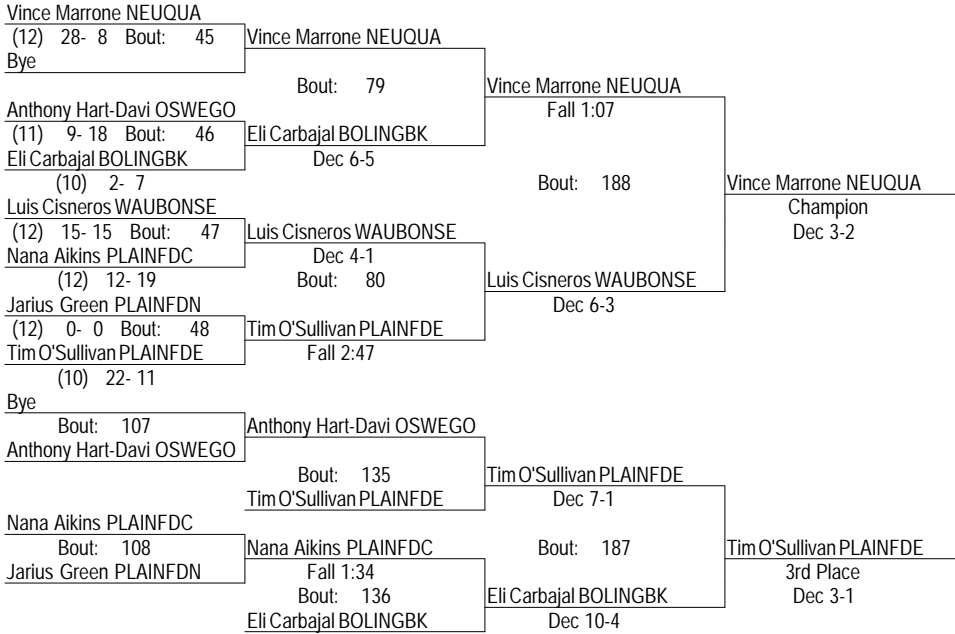 Vince Marrone NEUQUA
(12) 28- 8 Bout: 45 Vince Marrone NEUQUA
Bye
Bout: 79 Vince Marrone NEUQUA
Anthony Hart-Davi OSWEGO Fall 1:07
(11) 9- 18 Bout: 46 Eli Carbajal BOLINGBK
Eli Carbajal BOLINGBK Dec 6-5
(10) 2- 7 Bout: 188 Vince Marrone NEUQUA
Luis Cisneros WAUBONSE Champion
(12) 15- 15 Bout: 47 Luis Cisneros WAUBONSE Dec 3-2
Nana Aikins PLAINFDC Dec 4-1
(12) 12- 19 Bout: 80 Luis Cisneros WAUBONSE
Jarius Green PLAINFDN Dec 6-3
(12) 0- 0 Bout: 48 Tim O'Sullivan PLAINFDE
Tim O'Sullivan PLAINFDE Fall 2:47
(10) 22- 11
Bye
Bout: 107 Anthony Hart-Davi OSWEGO
Anthony Hart-Davi OSWEGO
Bout: 135 Tim O'Sullivan PLAINFDE
Tim O'Sullivan PLAINFDE Dec 7-1
Nana Aikins PLAINFDC
Bout: 108 Nana Aikins PLAINFDC Bout: 187 Tim O'Sullivan PLAINFDE
Jarius Green PLAINFDN Fall 1:34 3rd Place
Bout: 136 Eli Carbajal BOLINGBK Dec 3-1
Eli Carbajal BOLINGBK Dec 10-4